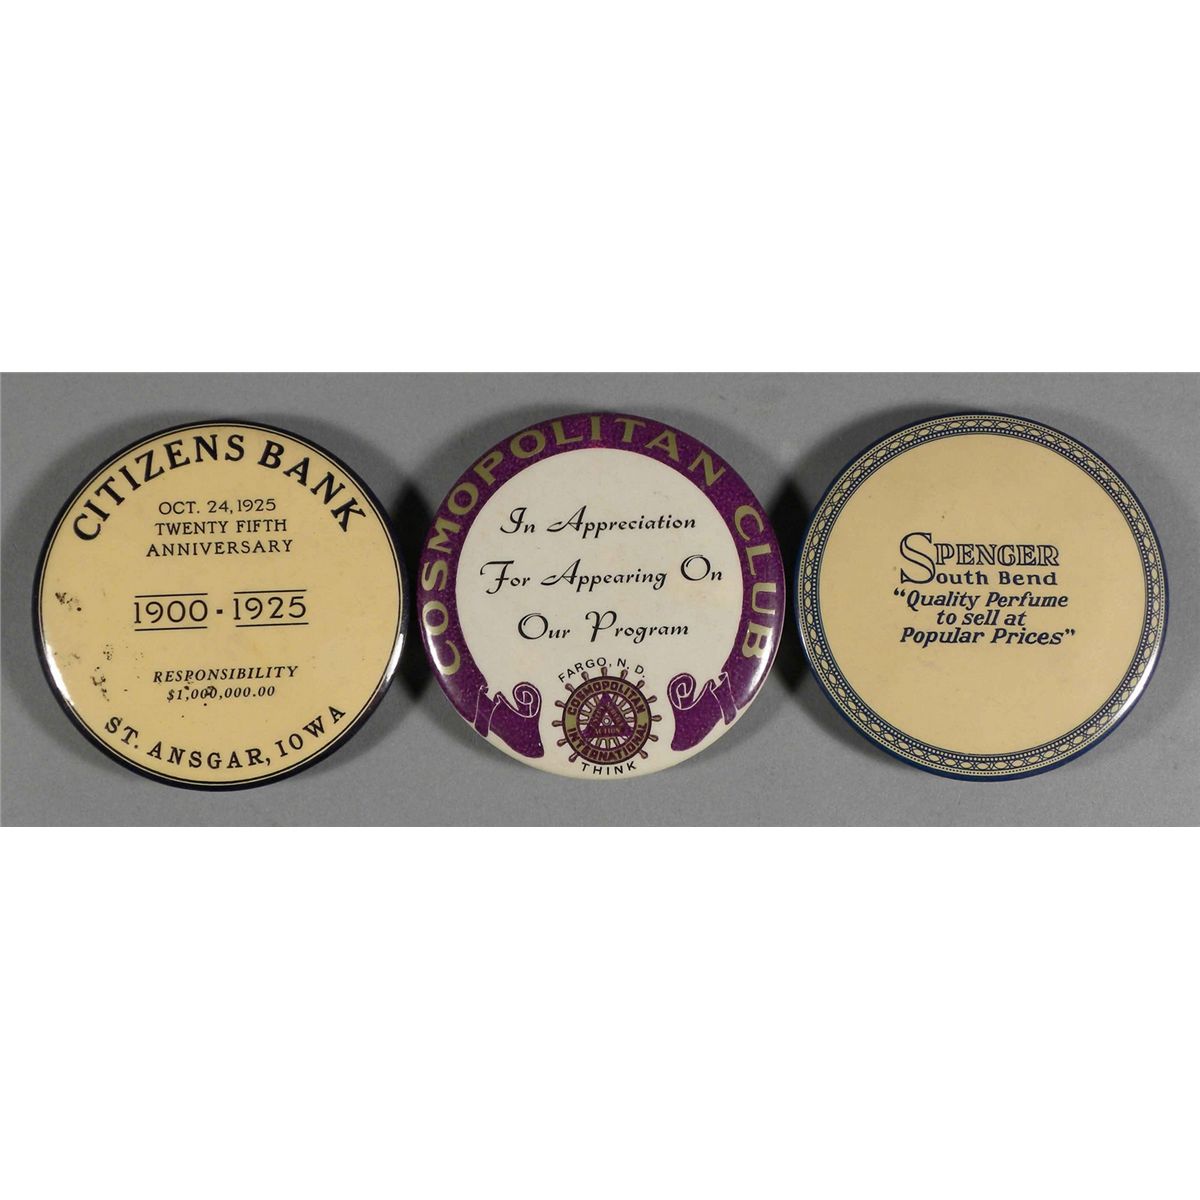 CITIZENS BANK
OCT. 24, 1925
TWENTY FIFTH
ANNIVERSARY
1900 - 1925
RESPONSIBILITY
$1,000,000.00
ST. ANSGAR, IOWA
COSMOPOLITAN CLUB
In Appreciation
For Appearing On
Our Program
FARGO, N. D.
COSMOPOLITAN
INTERNATIONAL
ACTION
THINK
SPENGER
South Bend
"Quality Perfume
to sell at
Popular Prices"